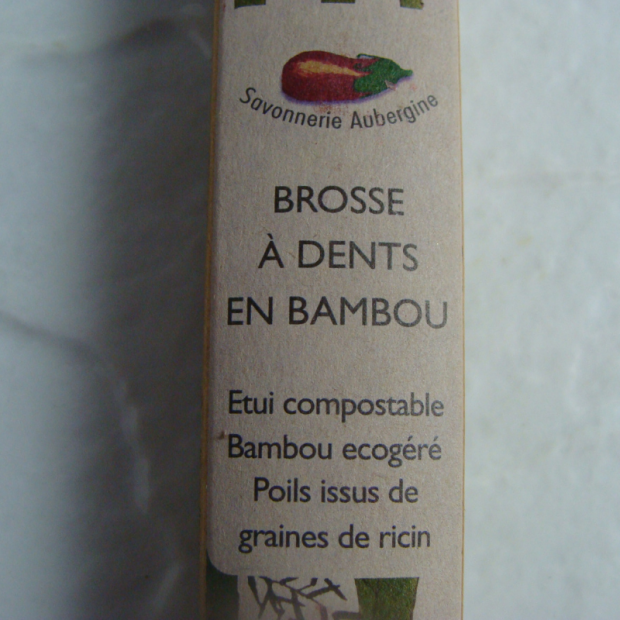 Savonnerie Aubergine
BROSSE
À DENTS
EN BAMBOU
Etui compostable
Bambou ecogéré
Poils issus de
graines de ricin